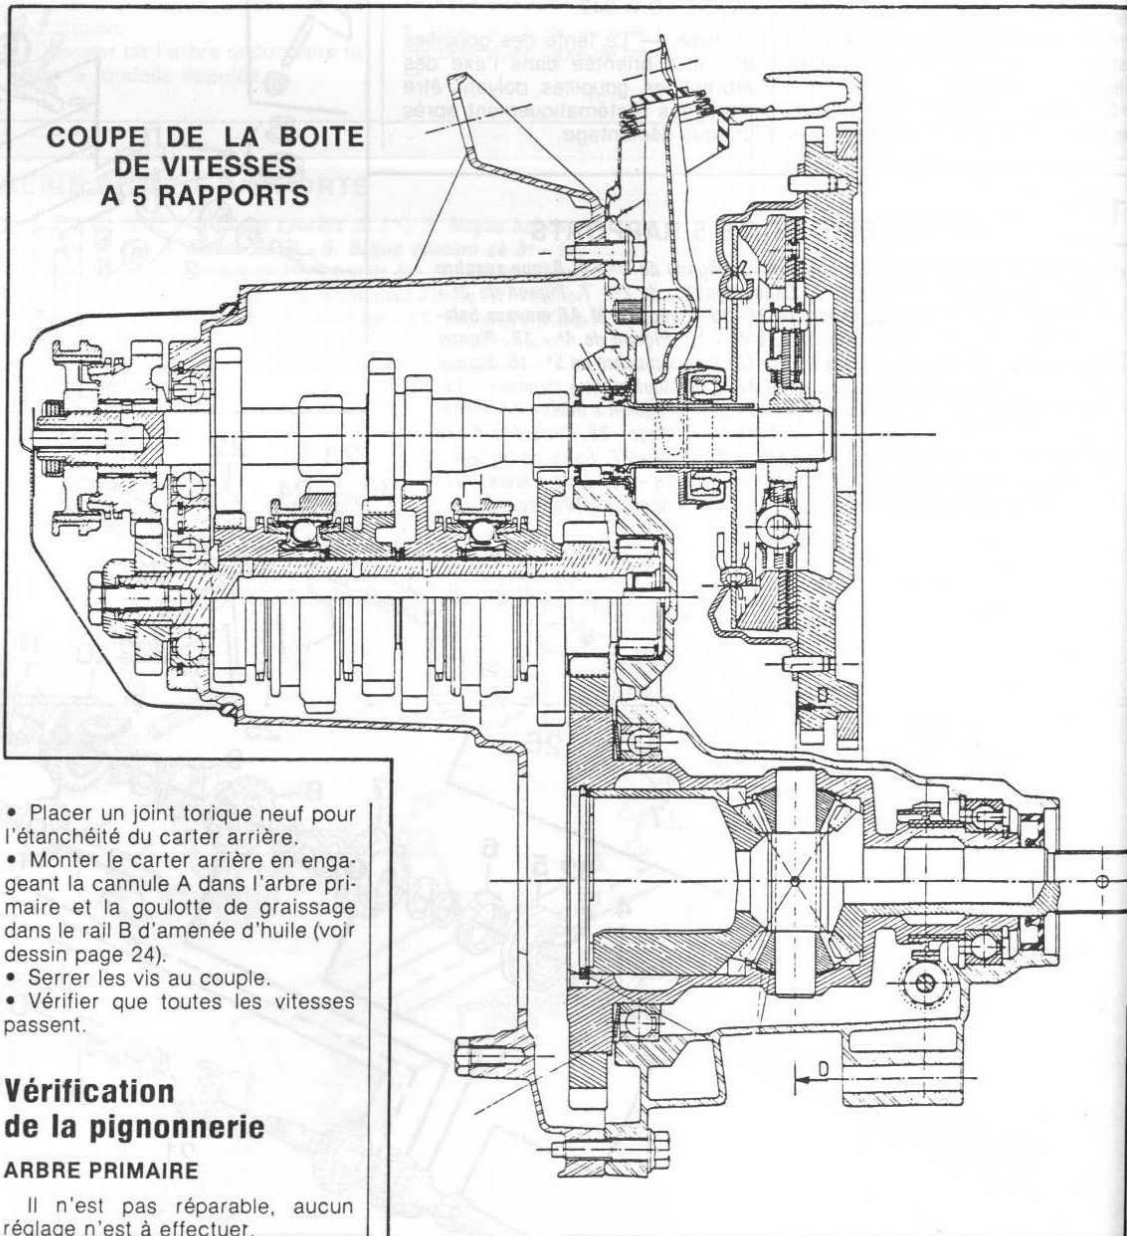 COUPE DE LA BOITE
DE VITESSES
A 5 RAPPORTS
D
D
• Placer un joint torique neuf pour
l'étanchéité du carter arrière.
• Monter le carter arrière en enga-
geant la cannule A dans l'arbre pri-
maire et la goulotte de graissage
dans le rail B d'amenée d'huile (voir
dessin page 24).
• Serrer les vis au couple.
• Vérifier que toutes les vitesses
passent.
Vérification
de la pignonnerie
ARBRE PRIMAIRE
Il n'est pas réparable, aucun
réglage n'est à effectuer.